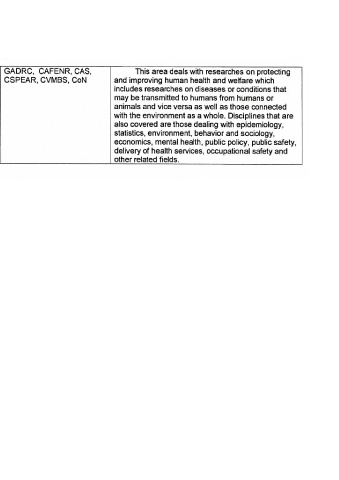 GADRC, CAFENR, CAS,
CSPEAR, CVMBS, CoN
This area deals with researches on protecting
and improving human health and welfare which
includes researches on diseases or conditions that
may be transmitted to humans from humans or
animals and vice versa as well as those connected
with the environment as a whole. Disciplines that are
also covered are those dealing with epidemiology,
statistics, environment, behavior and sociology,
economics, mental health, public policy, public safety,
delivery of health services, occupational safety and
other related fields.